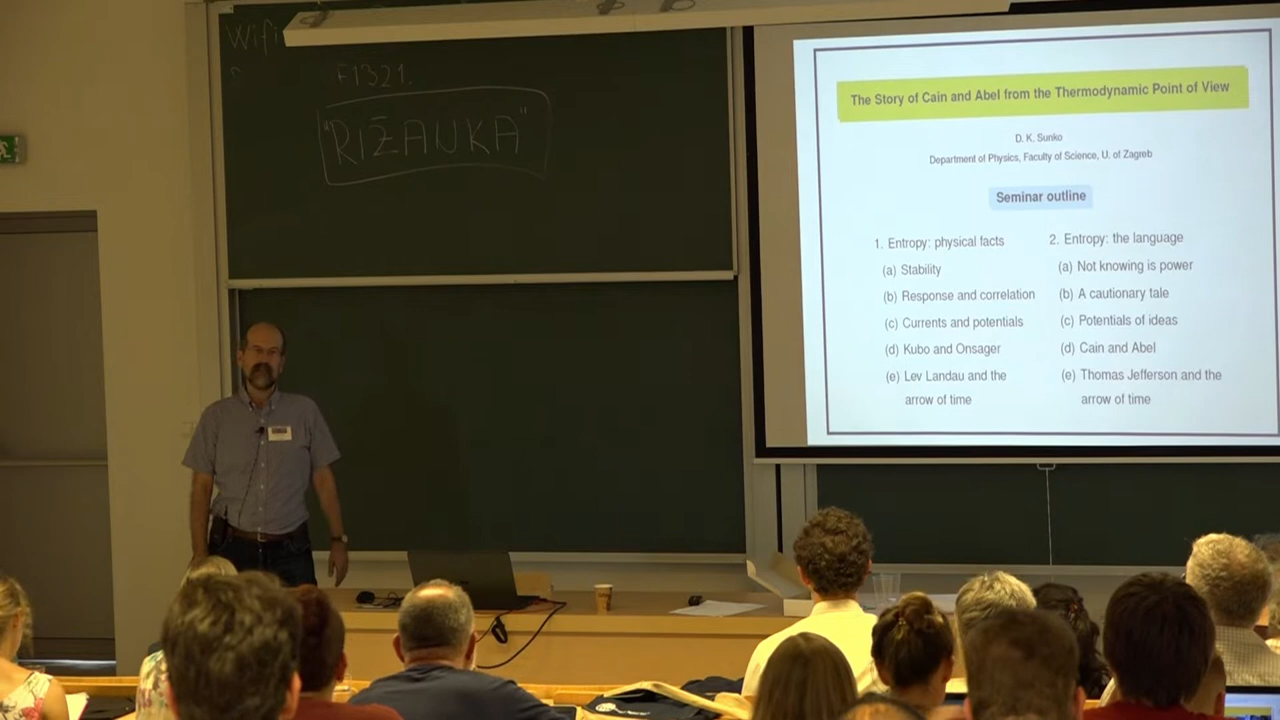 Wifi
F1321.
"RIŽANKA"
The Story of Cain and Abel from the Thermodynamic Point of View
D. K. Sunko
Department of Physics, Faculty of Science, U. of Zagreb
Seminar outline
1. Entropy: physical facts
(a) Stability
(b) Response and correlation
(c) Currents and potentials
(d) Kubo and Onsager
(e) Lev Landau and the
arrow of time
2. Entropy: the language
(a) Not knowing is power
(b) A cautionary tale
(c) Potentials of ideas
(d) Cain and Abel
(e) Thomas Jefferson and the
arrow of time